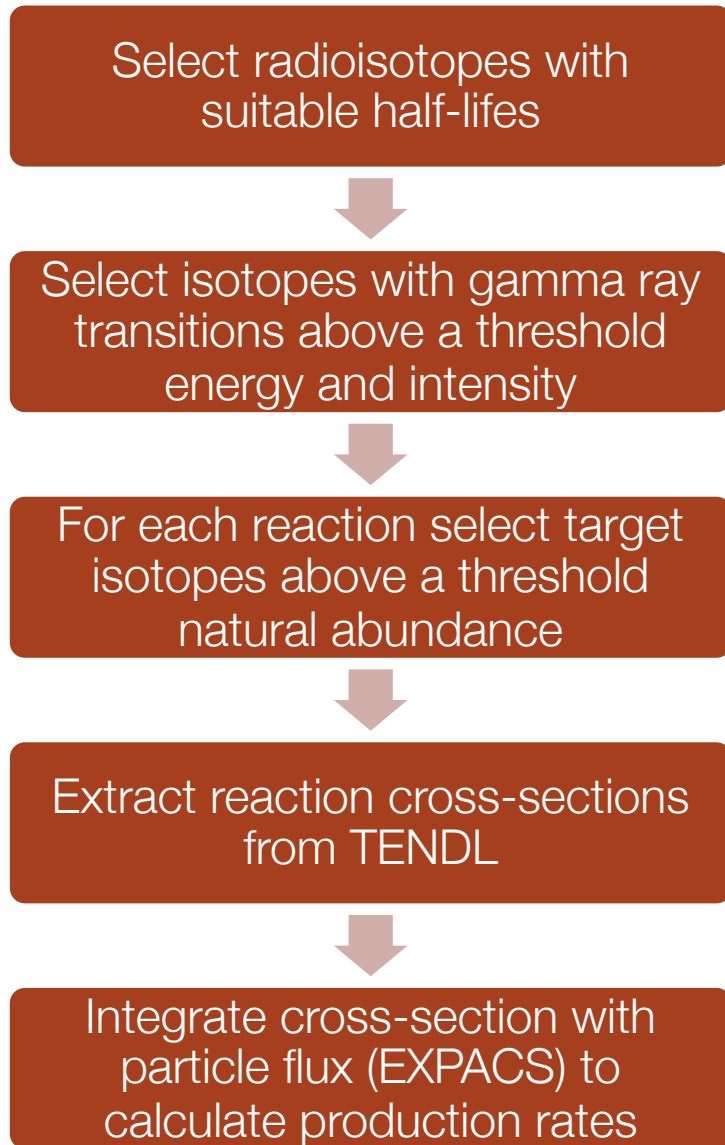 Select radioisotopes with
suitable half-lifes
Select isotopes with gamma ray
transitions above a threshold
energy and intensity
For each reaction select target
isotopes above a threshold
natural abundance
Extract reaction cross-sections
from TENDL
Integrate cross-section with
particle flux (EXPACS) to
calculate production rates